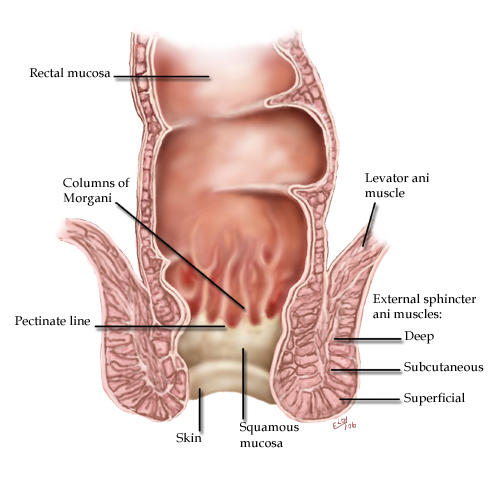 Rectal mucosa
Columns of
Morgani
Levator ani
muscle
External sphincter
ani muscles:
Pectinate line
Deep
Subcutaneous
Superficial
Skin
Squamous
mucosa